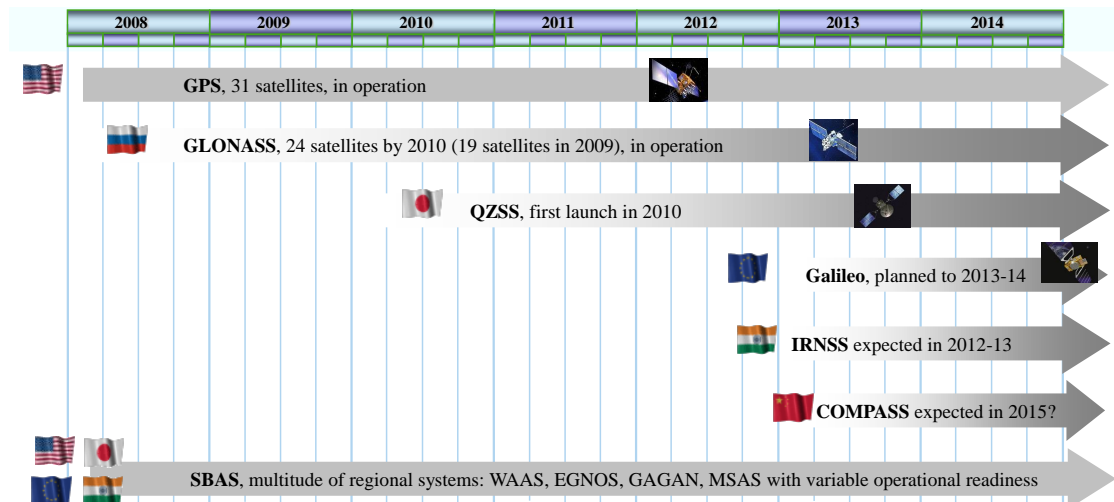 2008 2009 2010 2011 2012 2013 2014
GPS, 31 satellites, in operation
GLONASS, 24 satellites by 2010 (19 satellites in 2009), in operation
QZSS, first launch in 2010
Galileo, planned to 2013-14
IRNSS expected in 2012-13
COMPASS expected in 2015?
SBAS, multitude of regional systems: WAAS, EGNOS, GAGAN, MSAS with variable operational readiness